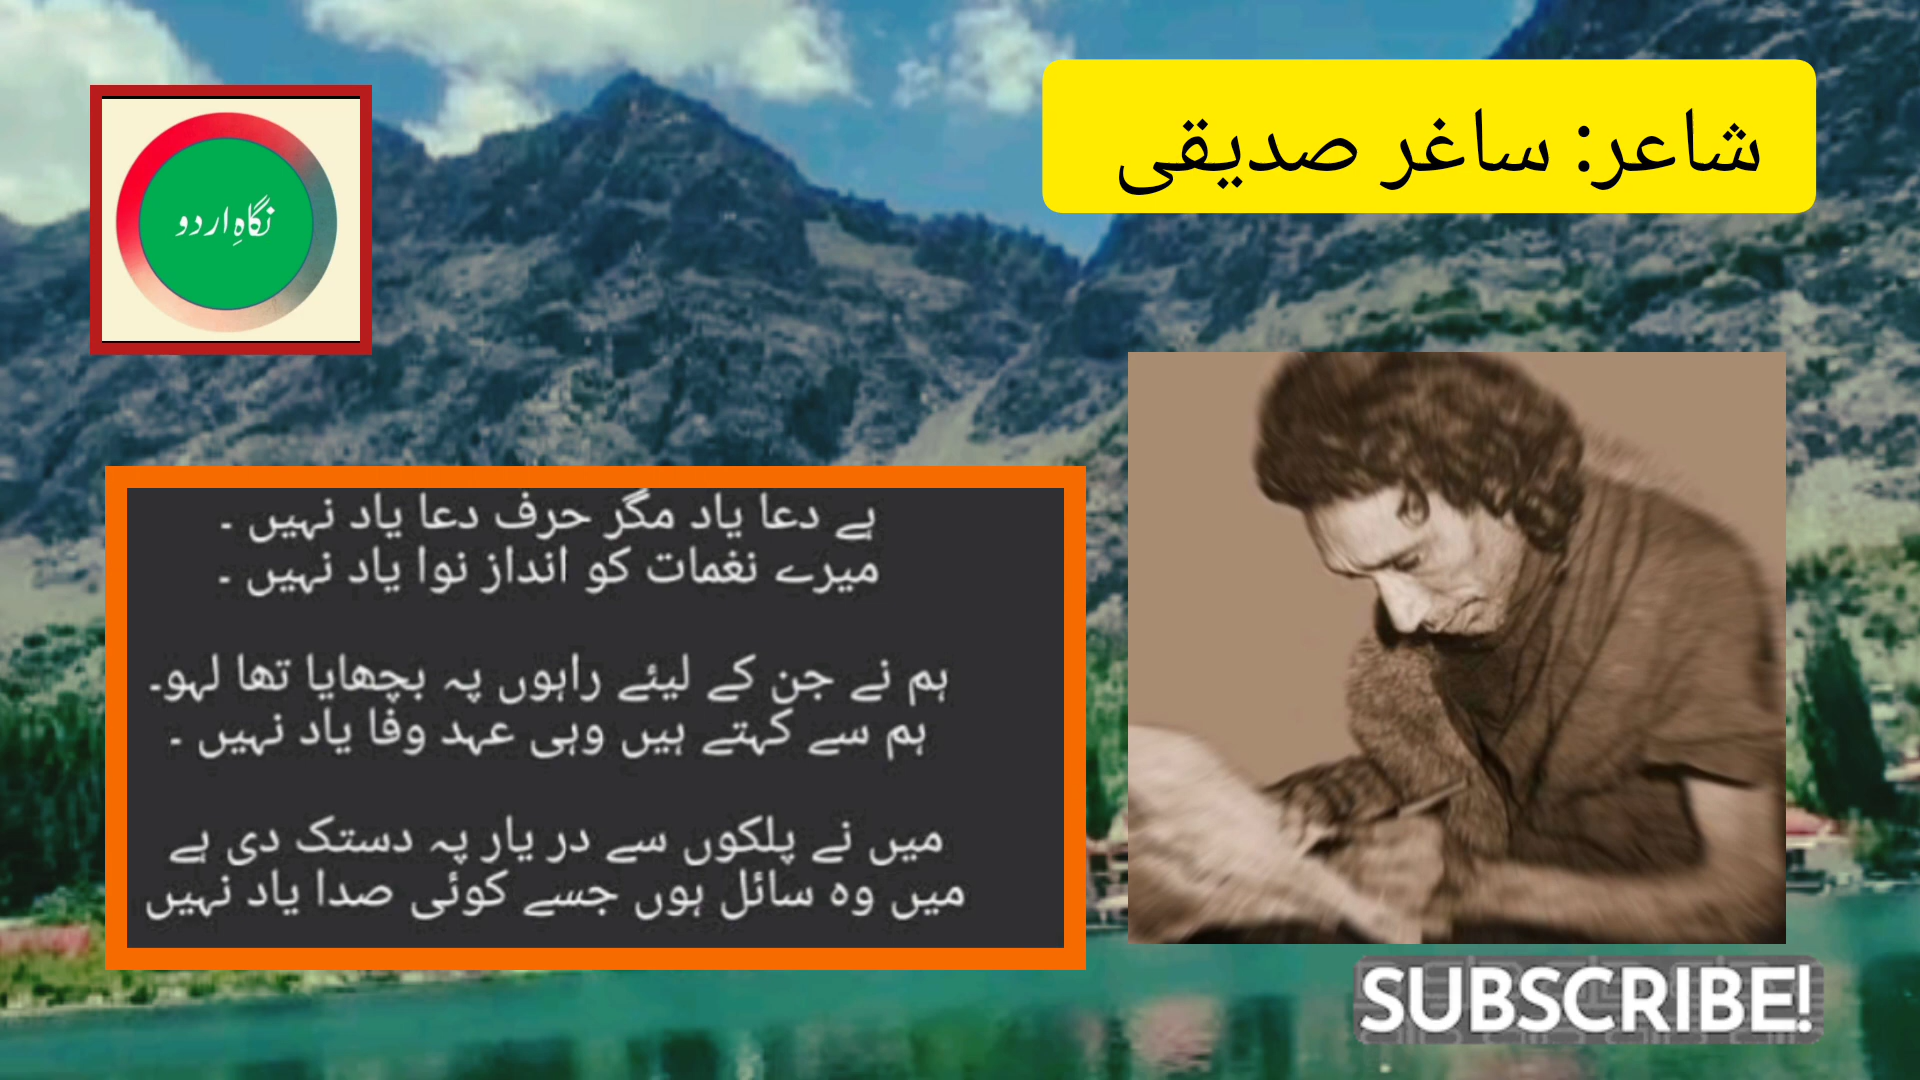 شاعر: ساغر صدیقی
نگاہِ اردو
ہے دعا یاد مگر حرف دعا یاد نہیں ۔
میرے نغمات کو انداز نوا یاد نہیں ۔
ہم نے جن کے لیئے راہوں پہ بچھایا تھا لہو۔
ہم سے کہتے ہیں وہی عہد وفا یاد نہیں ۔
میں نے پلکوں سے در یار پہ دستک دی ہے
میں وہ سائل ہوں جسے کوئی صدا یاد نہیں
SUBSCRIBE!